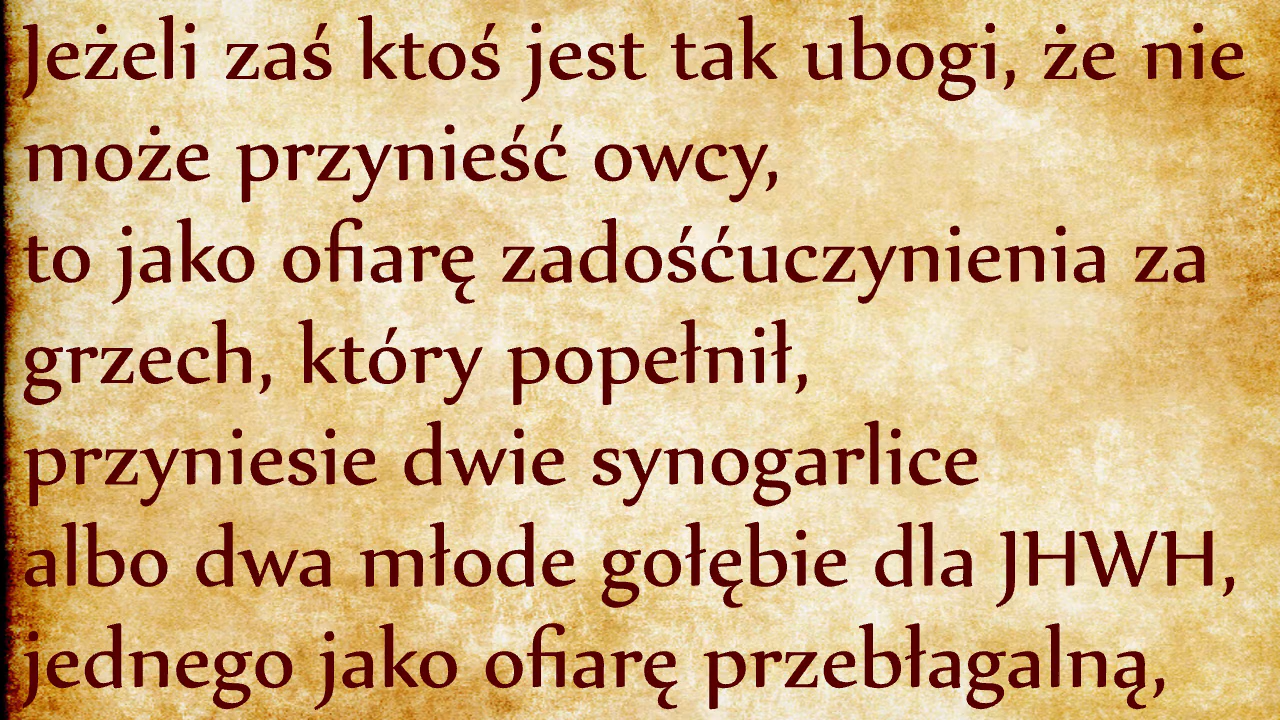 Jeżeli zaś ktoś jest tak ubogi, że nie
może przynieść owcy,
to jako ofiarę zadośćuczynienia za
grzech, który popełnił,
przyniesie dwie synogarlice
albo dwa młode gołębie dla JHWH,
jednego jako ofiarę przebłagalną,